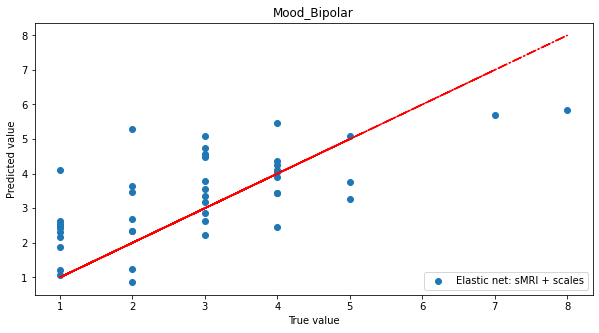 Mood_Bipolar
8
7
6
5
4
3
2
1
Predicted value
Elastic net: sMRI + scales
1 2 3 4 5 6 7 8
True value